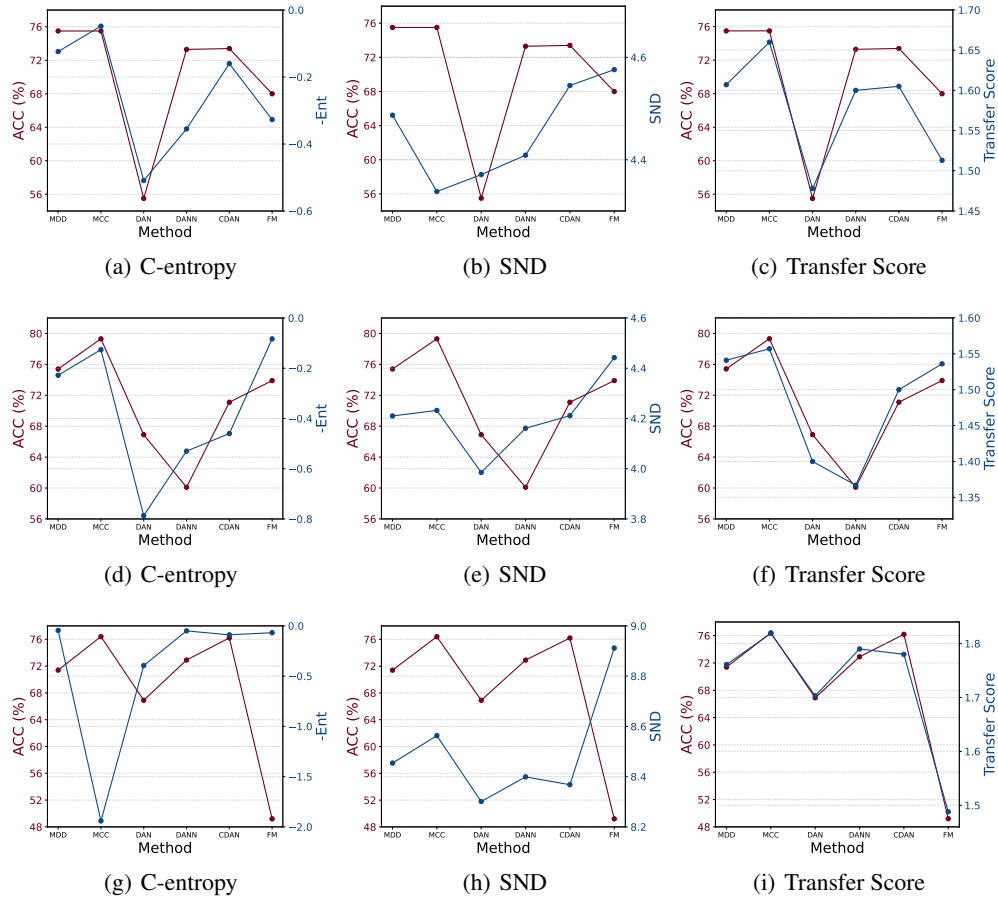 76
72
68
64
60
56
ACC (%)
0.0
−0.2
−0.4
−0.6
-Ent
MDD MCC DAN DANN CDAN FM
Method
(a) C-entropy
76
72
68
64
60
56
ACC (%)
4.6
4.4
SND
MDD MCC DAN DANN CDAN FM
Method
(b) SND
76
72
68
64
60
56
ACC (%)
1.70
1.65
1.60
1.55
1.50
1.45
Transfer Score
MDD MCC DAN DANN CDAN FM
Method
(c) Transfer Score
80
76
72
68
64
60
56
ACC (%)
0.0
−0.2
−0.4
−0.6
−0.8
-Ent
MDD MCC DAN DANN CDAN FM
Method
(d) C-entropy
80
76
72
68
64
60
56
ACC (%)
4.6
4.4
4.2
4.0
3.8
SND
MDD MCC DAN DANN CDAN FM
Method
(e) SND
80
76
72
68
64
60
56
ACC (%)
1.60
1.55
1.50
1.45
1.40
1.35
Transfer Score
MDD MCC DAN DANN CDAN FM
Method
(f) Transfer Score
76
72
68
64
60
56
52
48
ACC (%)
0.0
−0.5
−1.0
−1.5
−2.0
-Ent
MDD MCC DAN DANN CDAN FM
Method
(g) C-entropy
76
72
68
64
60
56
52
48
ACC (%)
9.0
8.8
8.6
8.4
8.2
SND
MDD MCC DAN DANN CDAN FM
Method
(h) SND
76
72
68
64
60
56
52
48
ACC (%)
1.8
1.7
1.6
1.5
Transfer Score
MDD MCC DAN DANN CDAN FM
Method
(i) Transfer Score